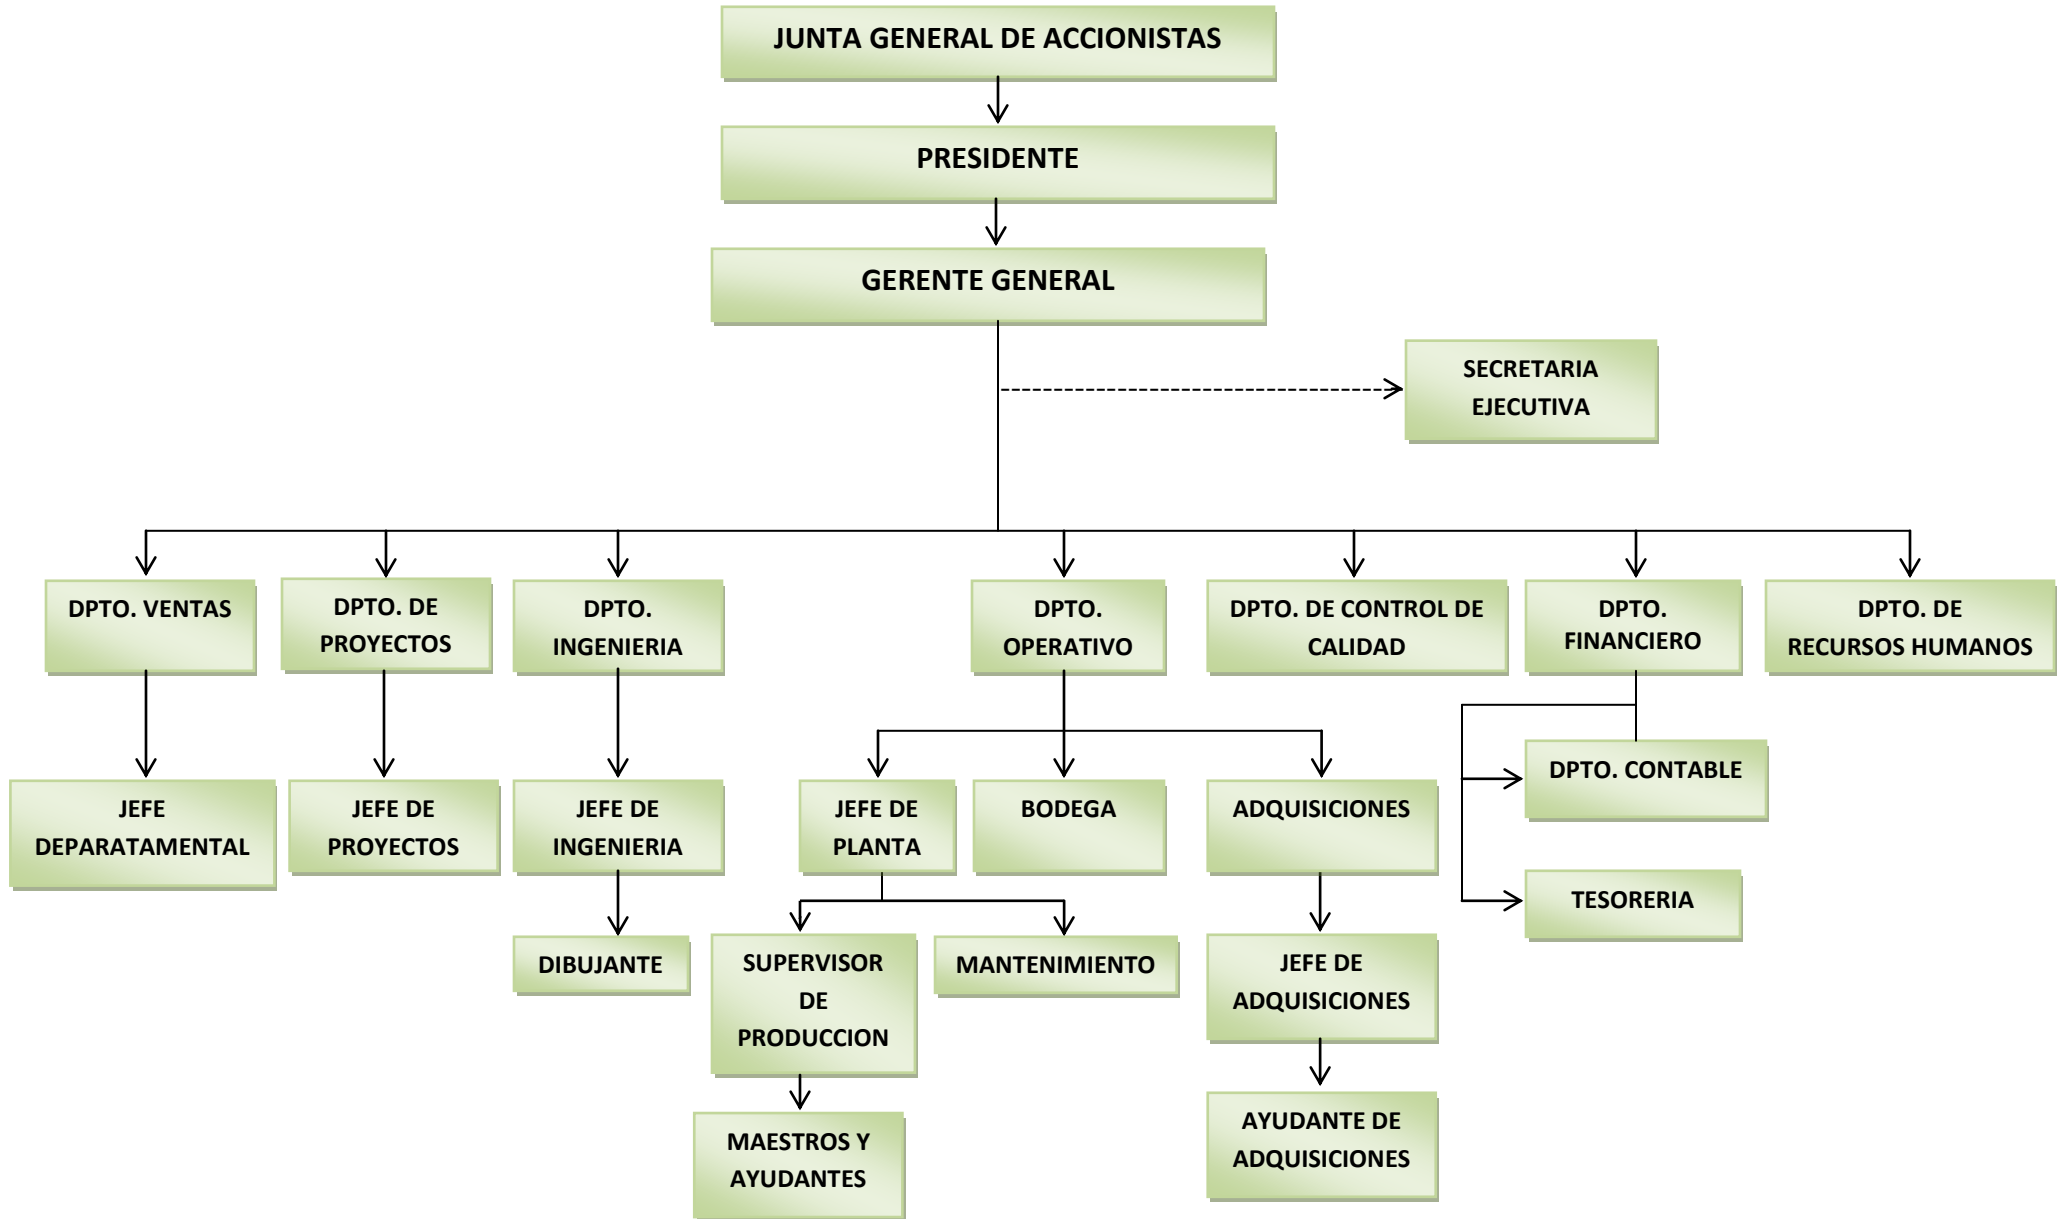 JUNTA GENERAL DE ACCIONISTAS
PRESIDENTE
GERENTE GENERAL
SECRETARIA
EJECUTIVA
DPTO. VENTAS
DPTO. DE
PROYECTOS
DPTO.
INGENIERIA
DPTO.
OPERATIVO
DPTO. DE CONTROL DE
CALIDAD
DPTO.
FINANCIERO
DPTO. DE
RECURSOS HUMANOS
JEFE
DEPARATAMENTAL
JEFE DE
PROYECTOS
JEFE DE
INGENIERIA
JEFE DE
PLANTA
BODEGA
ADQUISICIONES
DPTO. CONTABLE
TESORERIA
DIBUJANTE
SUPERVISOR
DE
PRODUCCION
MANTENIMIENTO
JEFE DE
ADQUISICIONES
MAESTROS Y
AYUDANTES
AYUDANTE DE
ADQUISICIONES